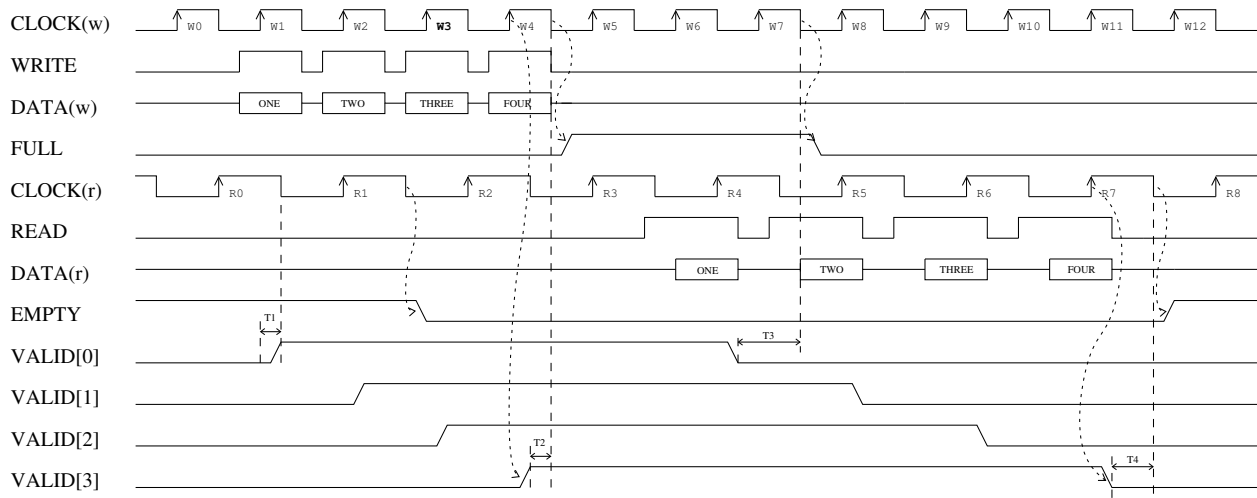 CLOCK(w) W0 W1 W2 W3 W4 W5 W6 W7 W8 W9 W10 W11 W12
WRITE
DATA(w) ONE TWO THREE FOUR
FULL
CLOCK(r) R0 R1 R2 R3 R4 R5 R6 R7 R8
READ
DATA(r) ONE TWO THREE FOUR
EMPTY
T1
VALID[0] T3
VALID[1]
VALID[2]
T2
VALID[3] T4